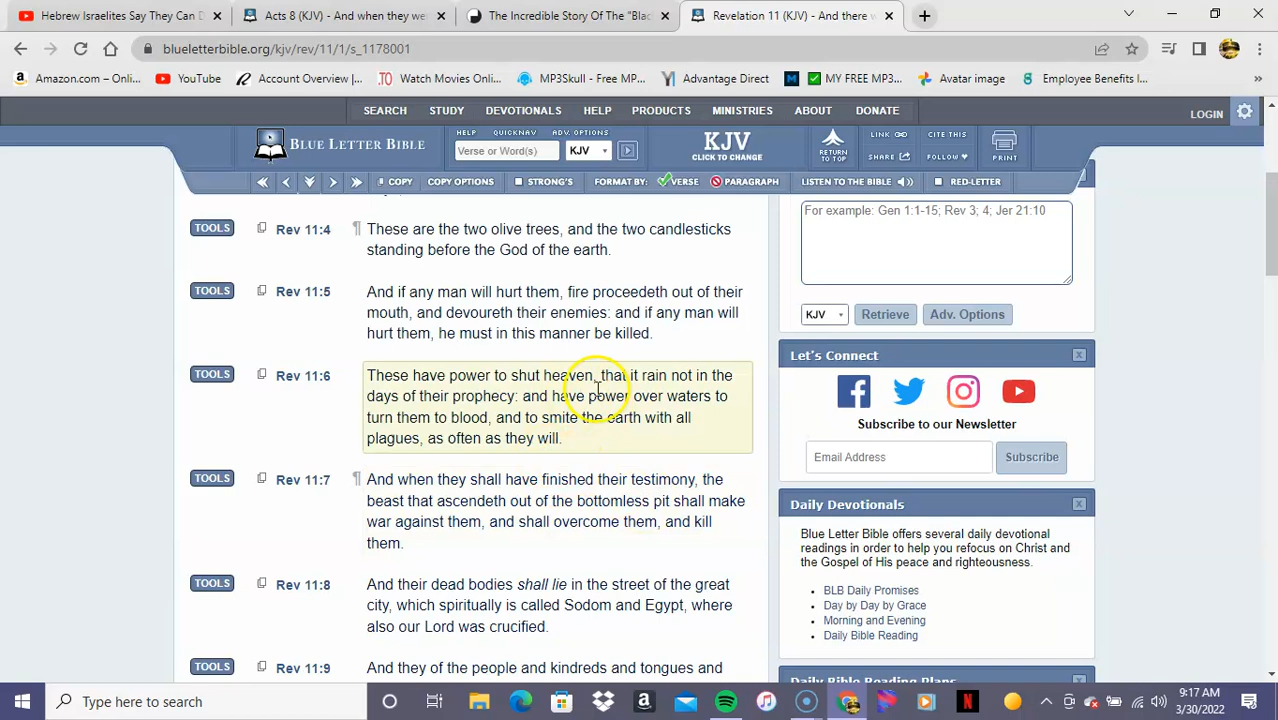 Hebrew Israelites Say They Can D
Acts 8 (KJV) - And when they wa
The Incredible Story Of The "Blac
Revelation 11 (KJV) - And there w
blueletterbible.org/kjv/rev/11/1/s_1178001
Amazon.com – Onli...
YouTube
Account Overview |...
Watch Movies Onlin...
MP3Skull - Free MP...
Advantage Direct
MY FREE MP3...
Avatar image
Employee Benefits I...
SEARCH STUDY DEVOTIONALS HELP PRODUCTS MINISTRIES ABOUT DONATE
LOGIN
BLUE LETTER BIBLE
HELP QUICKNAV ADV. OPTIONS
Verse or Word(s)
KJV
KJV
CLICK TO CHANGE
RETURN
TO TOP
LINK
SHARE
CITE THIS
FOLLOW
PRINT
COPY COPY OPTIONS STRONG'S FORMAT BY: VERSE PARAGRAPH LISTEN TO THE BIBLE RED-LETTER
TOOLS Rev 11:4 ¶ These are the two olive trees, and the two candlesticks
standing before the God of the earth.
TOOLS Rev 11:5 And if any man will hurt them, fire proceedeth out of their
mouth, and devoureth their enemies: and if any man will
hurt them, he must in this manner be killed.
TOOLS Rev 11:6 These have power to shut heaven, that it rain not in the
days of their prophecy: and have power over waters to
turn them to blood, and to smite the earth with all
plagues, as often as they will.
TOOLS Rev 11:7 ¶ And when they shall have finished their testimony, the
beast that ascendeth out of the bottomless pit shall make
war against them, and shall overcome them, and kill
them.
TOOLS Rev 11:8 And their dead bodies shall lie in the street of the great
city, which spiritually is called Sodom and Egypt, where
also our Lord was crucified.
TOOLS Rev 11:9 And they of the people and kindreds and tongues and
For example: Gen 1:1-15; Rev 3; 4; Jer 21:10
KJV Retrieve Adv. Options
Let's Connect
Subscribe to our Newsletter
Email Address Subscribe
Daily Devotionals
Blue Letter Bible offers several daily devotional
readings in order to help you refocus on Christ and
the Gospel of His peace and righteousness.
BLB Daily Promises
Day by Day by Grace
Morning and Evening
Daily Bible Reading
Daily Bible Reading Plans
Type here to search
9:17 AM
3/30/2022